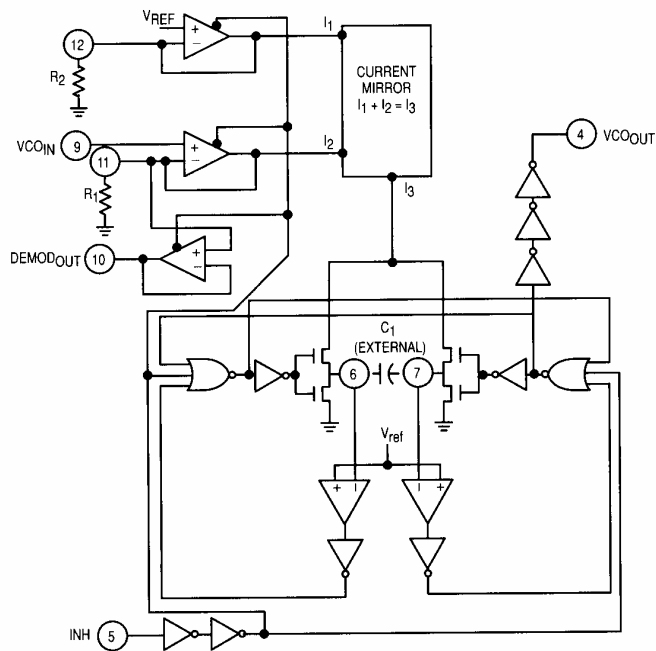 VREF
+
−
12
R2
I1
CURRENT
MIRROR
I1 + I2 = I3
4
VCOOUT
VCOIN
9
11
+
−
I2
I3
R1
DEMODOUT
10
+
−
C1
(EXTERNAL)
6
7
Vref
+
−
−
+
INH
5